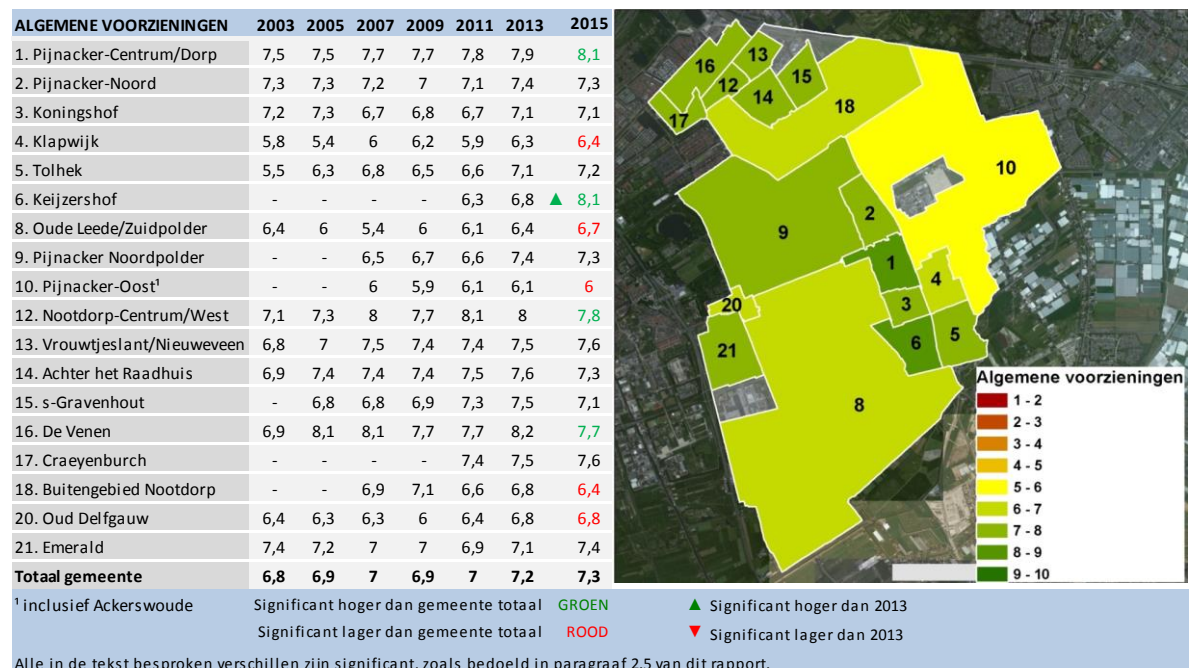 ALGEMENE VOORZIENINGEN 2003 2005 2007 2009 2011 2013 2015
1. Pijnacker-Centrum/Dorp 7,5 7,5 7,7 7,7 7,8 7,9 8,1
2. Pijnacker-Noord 7,3 7,3 7,2 7 7,1 7,4 7,3
3. Koningshof 7,2 7,3 6,7 6,8 6,7 7,1 7,1
4. Klapwijk 5,8 5,4 6 6,2 5,9 6,3 6,4
5. Tolhek 5,5 6,3 6,8 6,5 6,6 7,1 7,2
6. Keijzershof - - - - 6,3 6,8 ▲ 8,1
8. Oude Leede/Zuidpolder 6,4 6 5,4 6 6,1 6,4 6,7
9. Pijnacker Noordpolder - - 6,5 6,7 6,6 7,4 7,3
10. Pijnacker-Oost¹ - - 6 5,9 6,1 6,1 6
12. Nootdorp-Centrum/West 7,1 7,3 8 7,7 8,1 8 7,8
13. Vrouwtjeslant/Nieuweveen 6,8 7 7,5 7,4 7,4 7,5 7,6
14. Achter het Raadhuis 6,9 7,4 7,4 7,4 7,5 7,6 7,3
15. s-Gravenhout - 6,8 6,8 6,9 7,3 7,5 7,1
16. De Venen 6,9 8,1 8,1 7,7 7,7 8,2 7,7
17. Craeyenburch - - - - 7,4 7,5 7,6
18. Buitengebied Nootdorp - - 6,9 7,1 6,6 6,8 6,4
20. Oud Delfgauw 6,4 6,3 6,3 6 6,4 6,8 6,8
21. Emerald 7,4 7,2 7 7 6,9 7,1 7,4
Totaal gemeente 6,8 6,9 7 6,9 7 7,2 7,3
¹ inclusief Ackerswoude Significant hoger dan gemeente totaal GROEN ▲ Significant hoger dan 2013
Significant lager dan gemeente totaal ROOD ▼ Significant lager dan 2013
Alle in de tekst besproken verschillen zijn significant, zoals bedoeld in paragraaf 2.5 van dit rapport.
13
16
15
12
14
18
17
10
2
9
1
4
20
3
5
6
21
8
Algemene voorzieningen
1 - 2
2 - 3
3 - 4
4 - 5
5 - 6
6 - 7
7 - 8
8 - 9
9 - 10